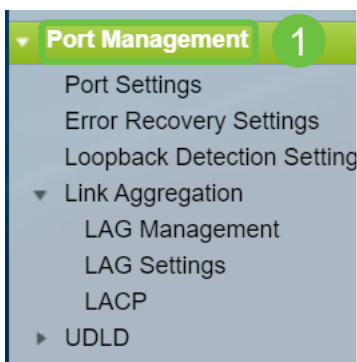 Port Management 1
Port Settings
Error Recovery Settings
Loopback Detection Setting
Link Aggregation
LAG Management
LAG Settings
LACP
UDLD